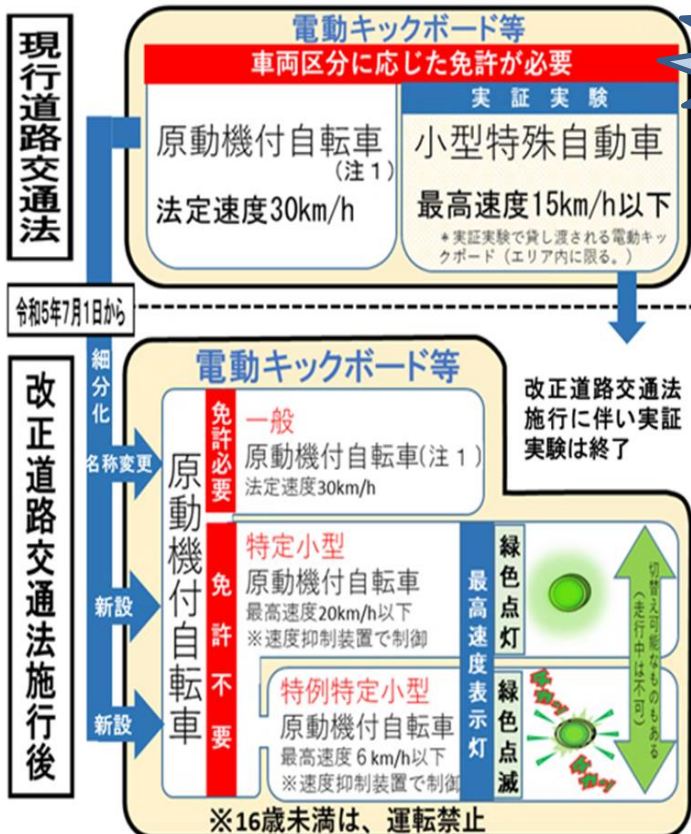 現行道路交通法
電動キックボード等
車両区分に応じた免許が必要
原動機付自転車
(注１)
法定速度30km/h
実証実験
小型特殊自動車
最高速度15km/h以下
*実証実験で貸し渡される電動キッ
クボード（エリア内に限る。）
令和5年7月1日から
改正道路交通法施行後
細分化
名称変更
新設
新設
電動キックボード等
改正道路交通法
施行に伴い実証
実験は終了
原動機付自転車
免許必要
一般
原動機付自転車(注１)
法定速度30km/h
免許不要
特定小型
原動機付自転車
最高速度20km/h以下
※速度抑制装置で制御
特例特定小型
原動機付自転車
最高速度６km/h以下
※速度抑制装置で制御
最高速度表示灯
緑色点灯
緑色点滅
切替え可能なものもある
（走行中は不可）
※16歳未満は、運転禁止